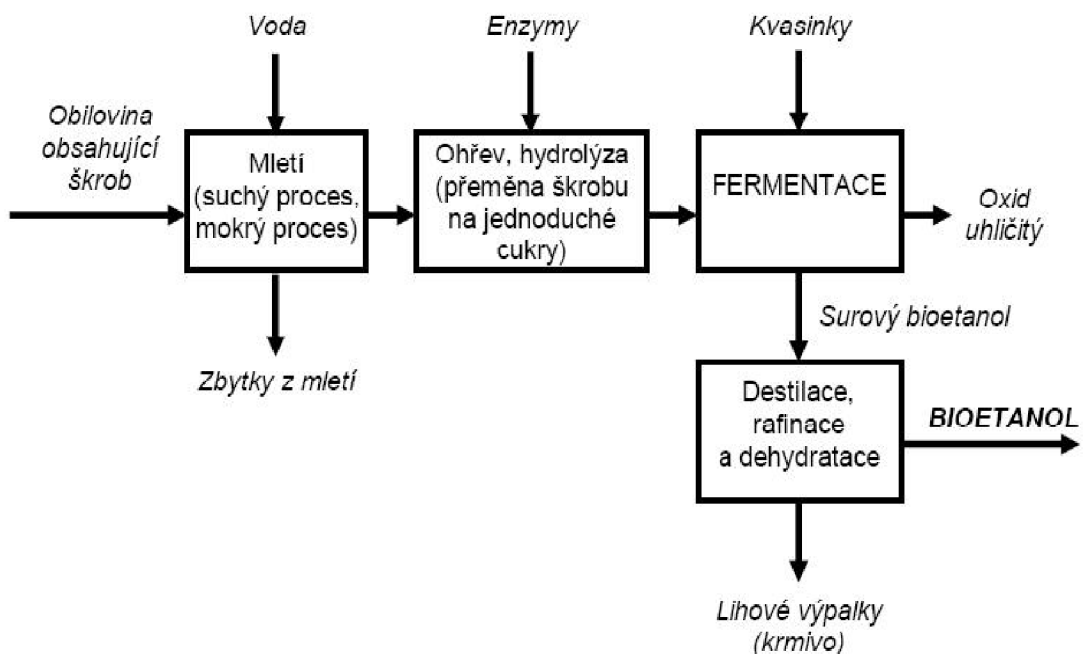 Voda
Enzymy
Kvasinky
Obilovina
obsahující
škrob
Mletí
(suchý proces,
mokrý proces)
Ohřev, hydrolýza
(přeměna škrobu
na jednoduché
cukry)
FERMENTACE
Oxid
uhličitý
Zbytky z mletí
Surový bioetanol
Destilace,
rafinace
a dehydratace
BIOETANOL
Lihové výpalky
(krmivo)